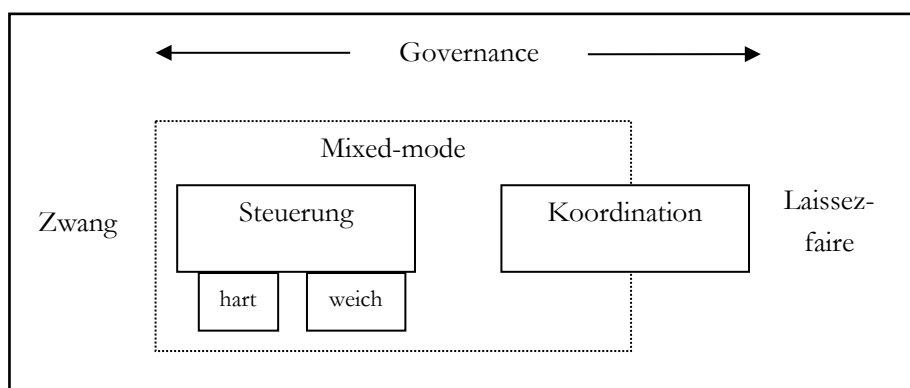 Governance
Mixed-mode
Zwang
Steuerung
Koordination
Laissez-
faire
hart
weich